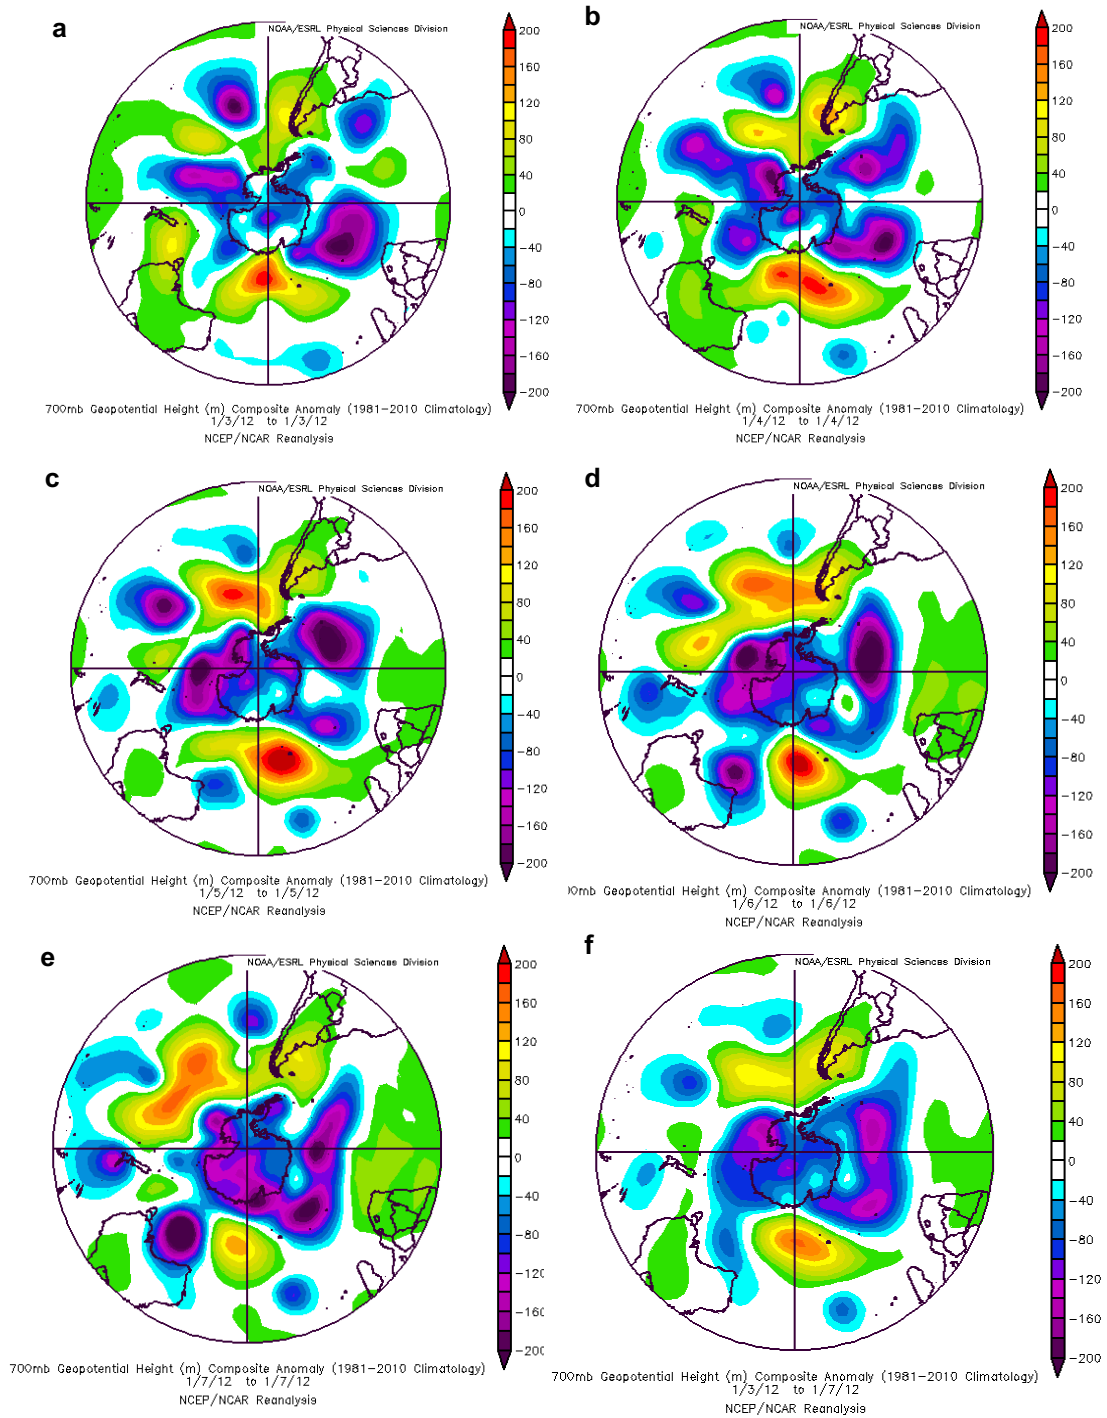 a
NOAA/ESRL Physical Sciences Division
200
160
120
80
40
0
−40
−80
−120
−160
−200
700mb Geopotential Height (m) Composite Anomaly (1981−2010 Climatology)
1/3/12 to 1/3/12
NCEP/NCAR Reanalysis
b
NOAA/ESRL Physical Sciences Division
200
160
120
80
40
0
−40
−80
−120
−160
−200
700mb Geopotential Height (m) Composite Anomaly (1981−2010 Climatology)
1/4/12 to 1/4/12
NCEP/NCAR Reanalysis
c
NOAA/ESRL Physical Sciences Division
200
160
120
80
40
0
−40
−80
−120
−160
−200
700mb Geopotential Height (m) Composite Anomaly (1981−2010 Climatology)
1/5/12 to 1/5/12
NCEP/NCAR Reanalysis
d
NOAA/ESRL Physical Sciences Division
200
160
120
80
40
0
−40
−80
−120
−160
−200
0mb Geopotential Height (m) Composite Anomaly (1981−2010 Climatology)
1/6/12 to 1/6/12
NCEP/NCAR Reanalysis
e
NOAA/ESRL Physical Sciences Division
200
160
120
80
40
0
−40
−80
−120
−160
−200
700mb Geopotential Height (m) Composite Anomaly (1981−2010 Climatology)
1/7/12 to 1/7/12
NCEP/NCAR Reanalysis
f
NOAA/ESRL Physical Sciences Division
200
160
120
80
40
0
−40
−80
−120
−160
−200
700mb Geopotential Height (m) Composite Anomaly (1981−2010 Climatology)
1/3/12 to 1/7/12
NCEP/NCAR Reanalysis